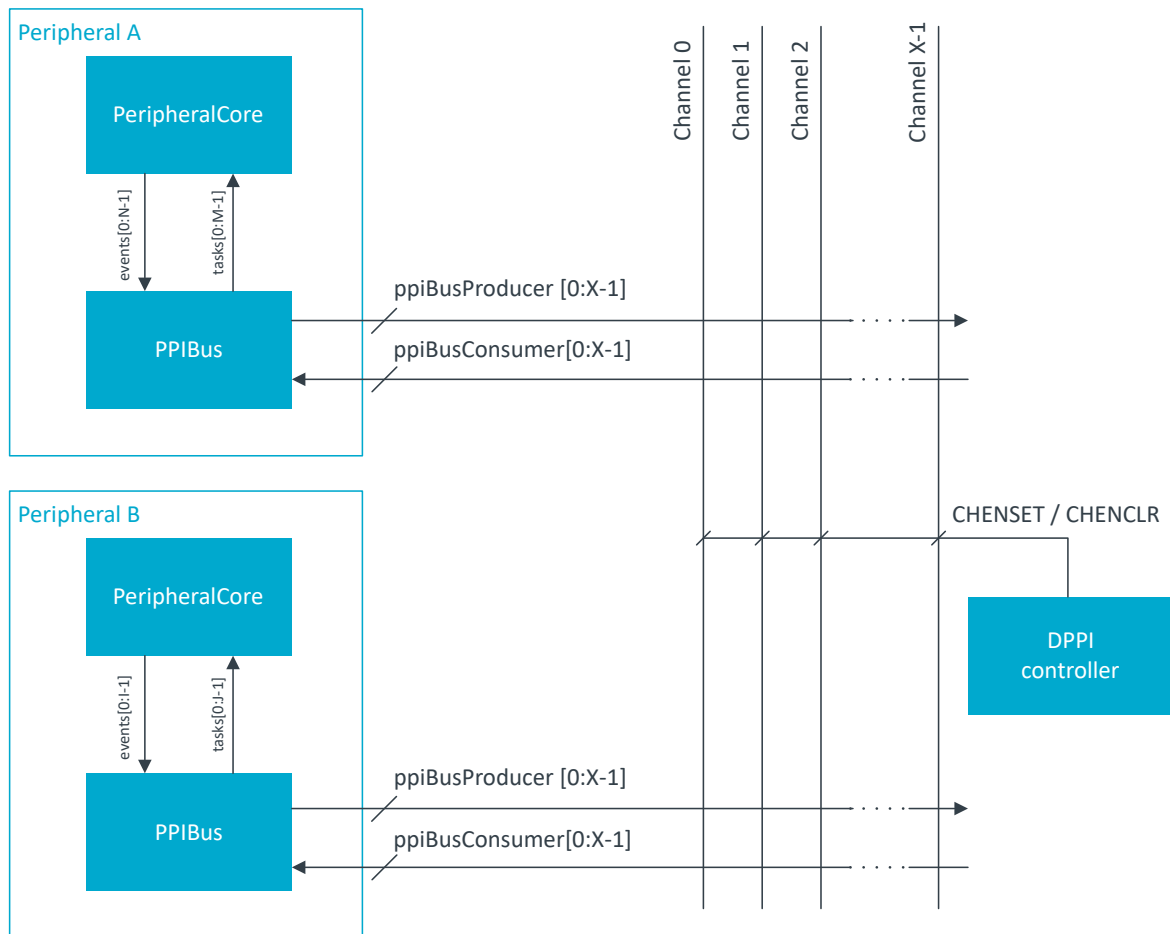 Peripheral A
PeripheralCore
events[0:N-1]
tasks[0:M-1]
PPIBus
ppiBusProducer [0:X-1]
ppiBusConsumer[0:X-1]
Channel 0
Channel 1
Channel 2
Channel X-1
Peripheral B
PeripheralCore
events[0:I-1]
tasks[0:J-1]
PPIBus
ppiBusProducer [0:X-1]
ppiBusConsumer[0:X-1]
CHENSET / CHENCLR
DPPI
controller